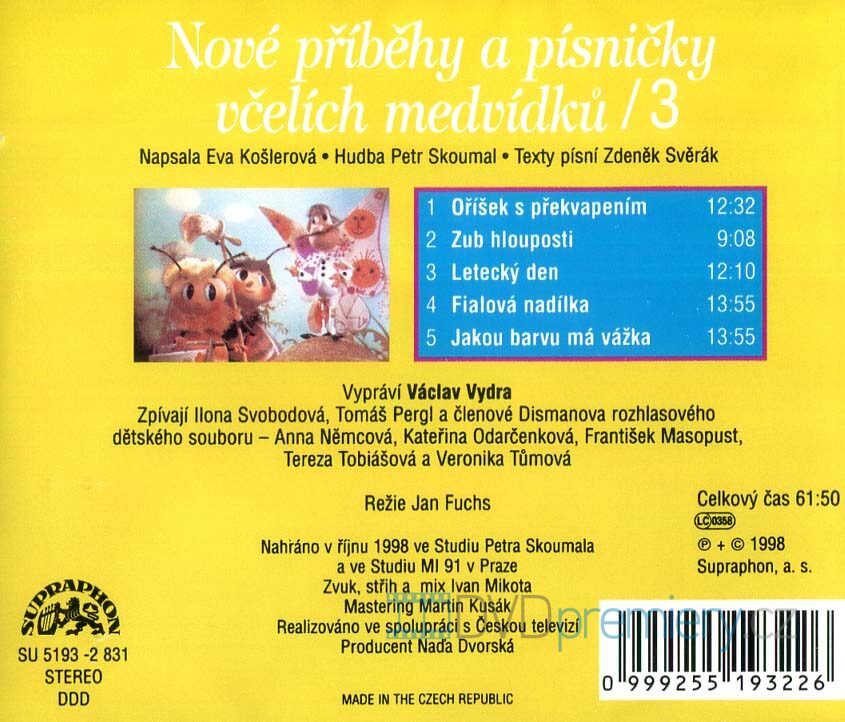 Nové příběhy a písničky
včelích medvídků / 3
Napsala Eva Košlerová • Hudba Petr Skoumal • Texty písní Zdeněk Svěrák
1 Oříšek s překvapením 12:32
2 Zub hlouposti 9:08
3 Letecký den 12:10
4 Fialová nadílka 13:55
5 Jakou barvu má vážka 13:55
Vypráví Václav Vydra
Zpívají Ilona Svobodová, Tomáš Pergl a členové Dismanova rozhlasového
dětského souboru – Anna Němcová, Kateřina Odarčenková, František Masopust,
Tereza Tobiášová a Veronika Tůmová
Režie Jan Fuchs
Celkový čas 61:50
LC 0358
Nahráno v říjnu 1998 ve Studiu Petra Skoumala
a ve Studiu MI 91 v Praze
Zvuk, střih a mix Ivan Mikota
Mastering Martin Kusák
Realizováno ve spolupráci s Českou televizí
Producent Naďa Dvorská
℗ + © 1998
Supraphon, a. s.
DVDpremiery.cz
SUPRAPHON
SU 5193 -2 831
STEREO
DDD
MADE IN THE CZECH REPUBLIC
0 999255 193226